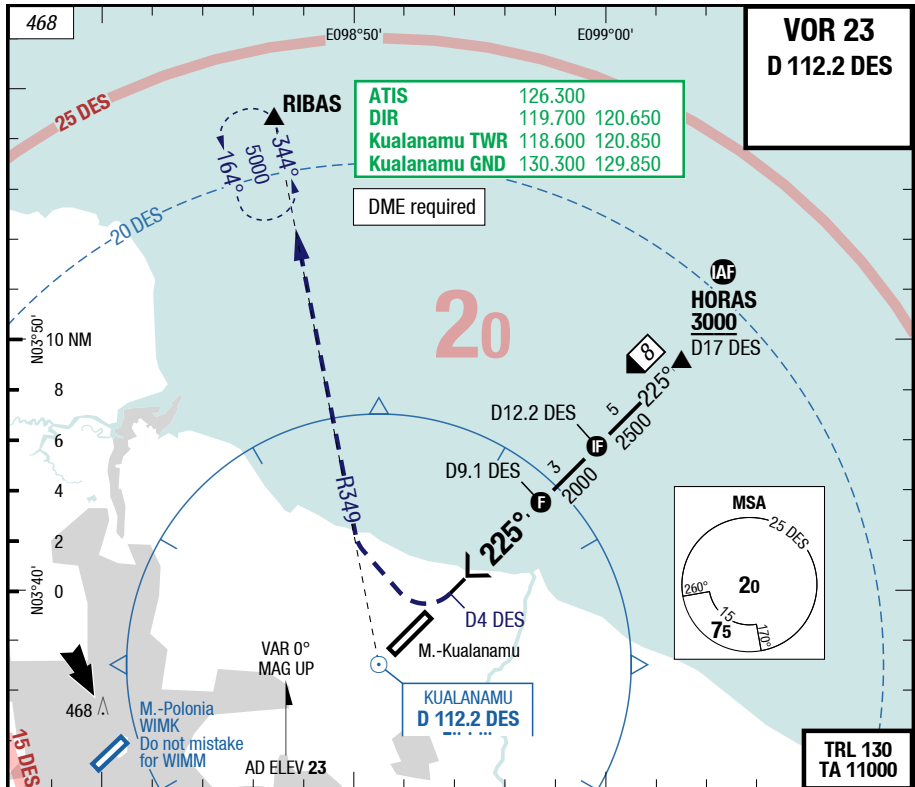 468
E098°50'
E099°00'
VOR 23
D 112.2 DES
25 DES
RIBAS
ATIS 126.300
DIR 119.700 120.650
Kualanamu TWR 118.600 120.850
Kualanamu GND 130.300 129.850
344°
5000
164°
DME required
20 DES
IAF
HORAS
3000
D17 DES
20
N03°50'
10 NM
8
225°
8
5
2500
D12.2 DES
IF
6
D9.1 DES
3
2000
F
4
R349
225°
MSA
25 DES
20
260°
15
75
170°
2
N03°40'
0
D4 DES
M.-Kualanamu
VAR 0°
MAG UP
KUALANAMU
D 112.2 DES
468
M.-Polonia
WIMK
Do not mistake
for WIMM
15 DES
AD ELEV 23
TRL 130
TA 11000